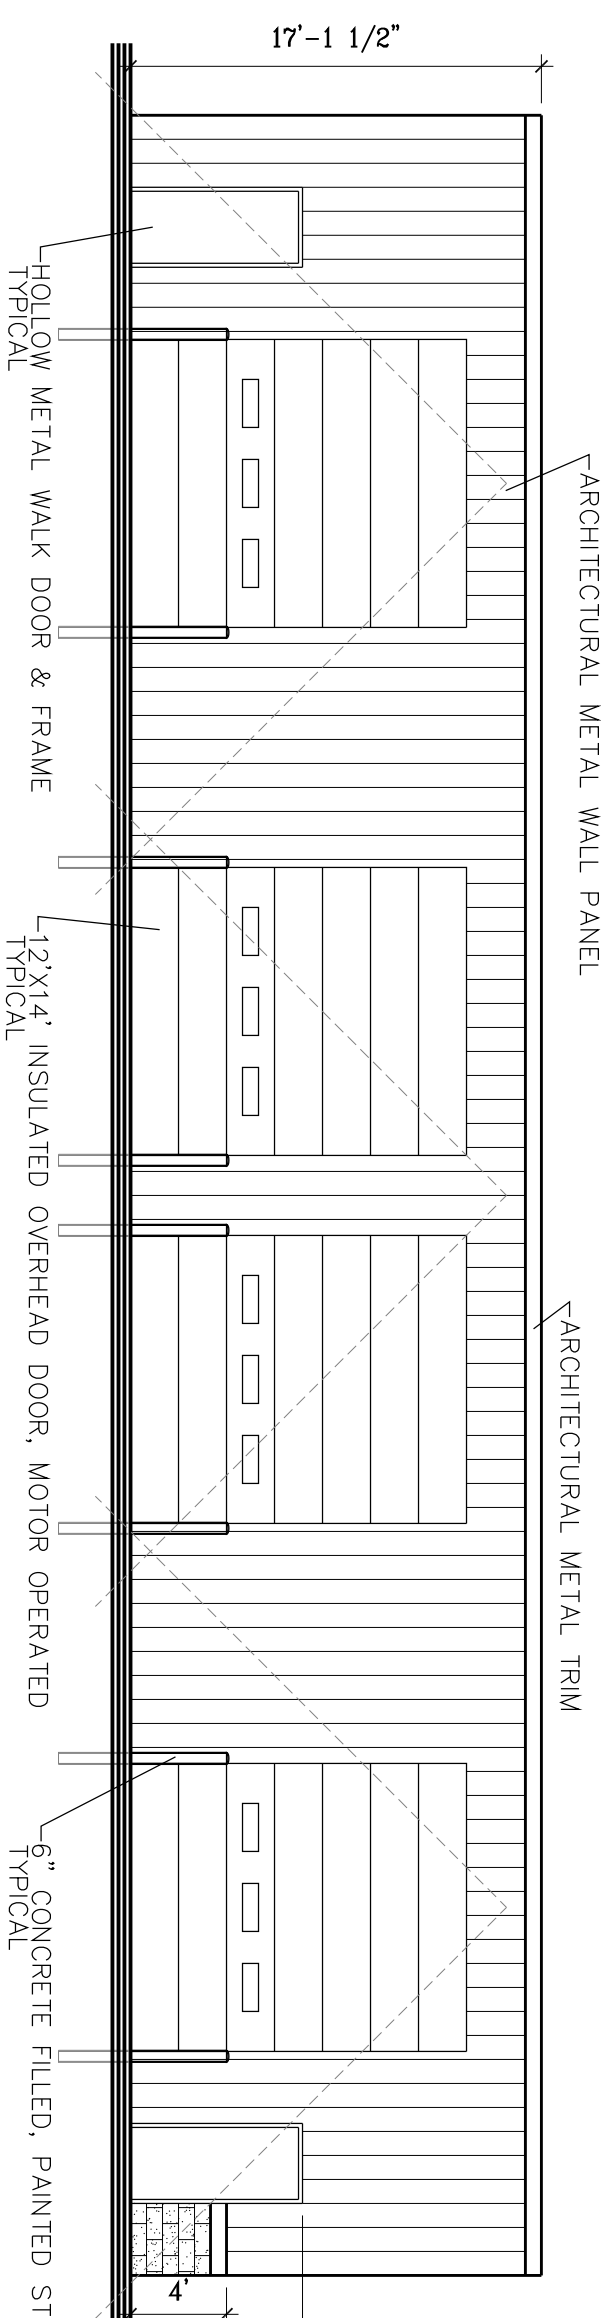 17'-1 1/2"
ARCHITECTURAL METAL WALL PANEL
ARCHITECTURAL METAL TRIM
HOLLOW METAL WALK DOOR & FRAME
TYPICAL
12'X14' INSULATED OVERHEAD DOOR, MOTOR OPERATED
TYPICAL
6" CONCRETE FILLED, PAINTED ST
TYPICAL
4'